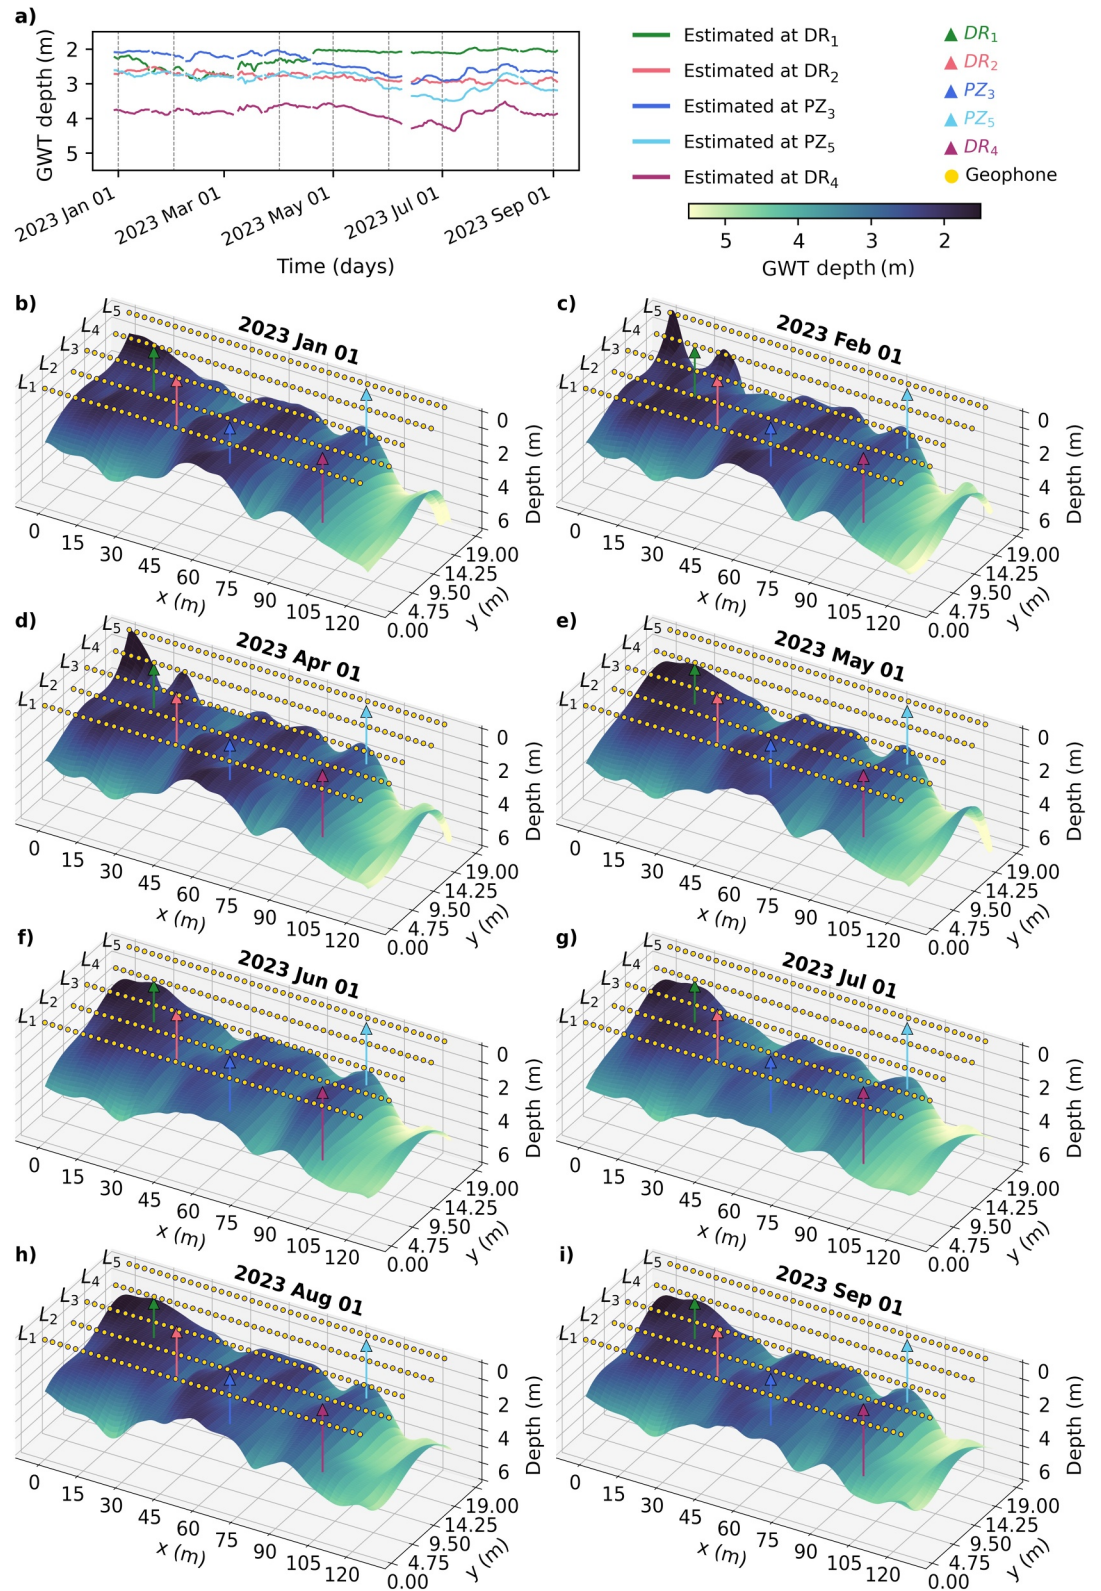 a)
GWT depth (m)
2
3
4
5
2023 Jan 01
2023 Mar 01
2023 May 01
2023 Jul 01
2023 Sep 01
Time (days)
Estimated at DR1
Estimated at DR2
Estimated at PZ3
Estimated at PZ5
Estimated at DR4
DR1
DR2
PZ3
PZ5
DR4
Geophone
5 4 3 2
GWT depth (m)
b)
2023 Jan 01
L5
L4
L3
L2
L1
0
2
4
6
Depth (m)
0 15 30 45 60 75 90 105 120
x (m)
0.00 4.75 9.50 14.25 19.00
y (m)
c)
2023 Feb 01
L5
L4
L3
L2
L1
0
2
4
6
Depth (m)
0 15 30 45 60 75 90 105 120
x (m)
0.00 4.75 9.50 14.25 19.00
y (m)
d)
2023 Apr 01
L5
L4
L3
L2
L1
0
2
4
6
Depth (m)
0 15 30 45 60 75 90 105 120
x (m)
0.00 4.75 9.50 14.25 19.00
y (m)
e)
2023 May 01
L5
L4
L3
L2
L1
0
2
4
6
Depth (m)
0 15 30 45 60 75 90 105 120
x (m)
0.00 4.75 9.50 14.25 19.00
y (m)
f)
2023 Jun 01
L5
L4
L3
L2
L1
0
2
4
6
Depth (m)
0 15 30 45 60 75 90 105 120
x (m)
0.00 4.75 9.50 14.25 19.00
y (m)
g)
2023 Jul 01
L5
L4
L3
L2
L1
0
2
4
6
Depth (m)
0 15 30 45 60 75 90 105 120
x (m)
0.00 4.75 9.50 14.25 19.00
y (m)
h)
2023 Aug 01
L5
L4
L3
L2
L1
0
2
4
6
Depth (m)
0 15 30 45 60 75 90 105 120
x (m)
0.00 4.75 9.50 14.25 19.00
y (m)
i)
2023 Sep 01
L5
L4
L3
L2
L1
0
2
4
6
Depth (m)
0 15 30 45 60 75 90 105 120
x (m)
0.00 4.75 9.50 14.25 19.00
y (m)